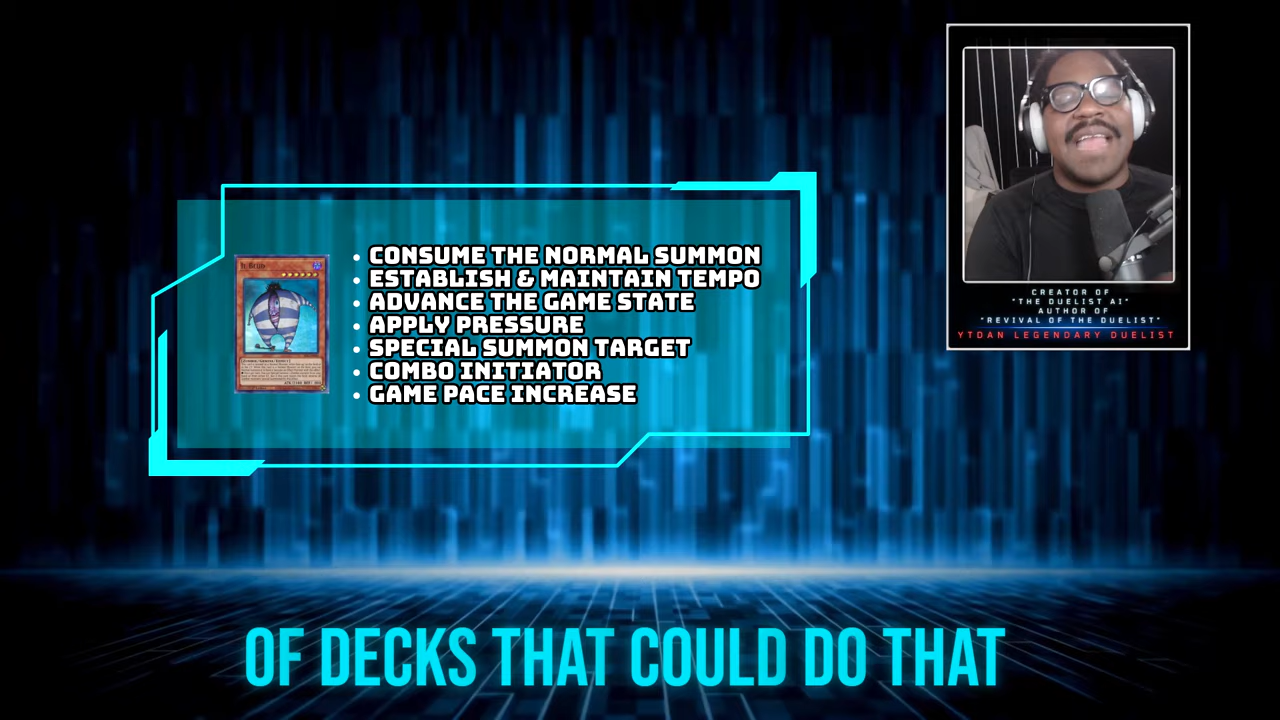 • CONSUME THE NORMAL SUMMON
• ESTABLISH & MAINTAIN TEMPO
• ADVANCE THE GAME STATE
• APPLY PRESSURE
• SPECIAL SUMMON TARGET
• COMBO INITIATOR
• GAME PACE INCREASE
CREATOR OF
"THE DUELIST AI"
AUTHOR OF
"REVIVAL OF THE DUELIST"
YTDAN LEGENDARY DUELIST
OF DECKS THAT COULD DO THAT